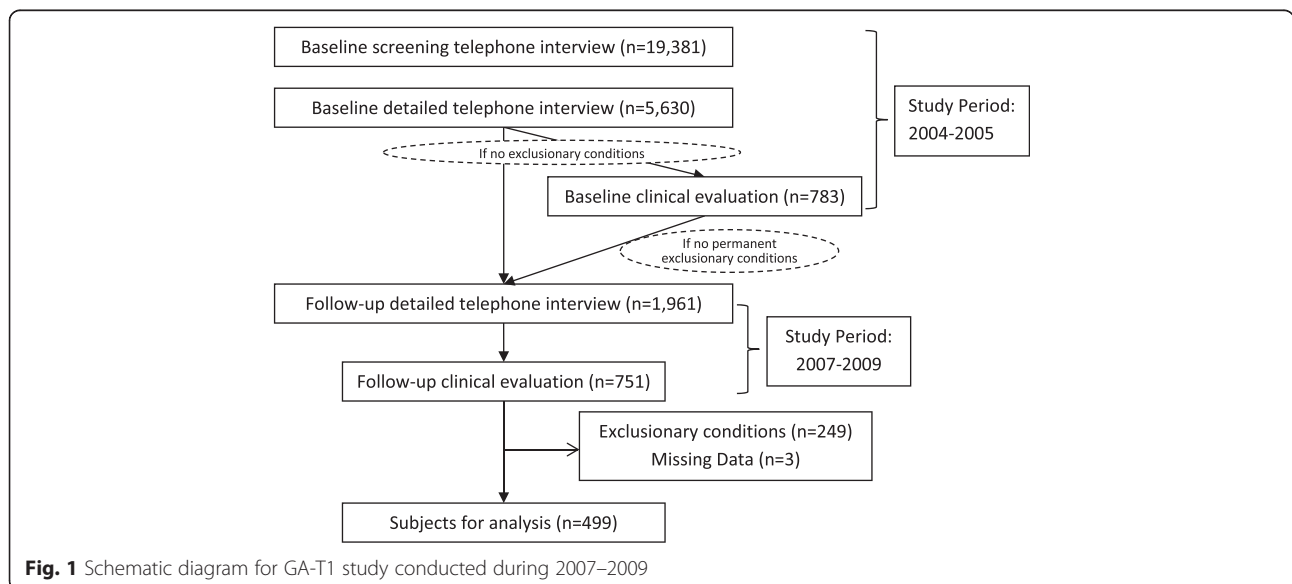 Baseline screening telephone interview (n=19,381)
Baseline detailed telephone interview (n=5,630)
Study Period:
2004-2005
If no exclusionary conditions
Baseline clinical evaluation (n=783)
If no permanent
exclusionary conditions
Follow-up detailed telephone interview (n=1,961)
Study Period:
2007-2009
Follow-up clinical evaluation (n=751)
Exclusionary conditions (n=249)
Missing Data (n=3)
Subjects for analysis (n=499)
Fig. 1 Schematic diagram for GA-T1 study conducted during 2007–2009